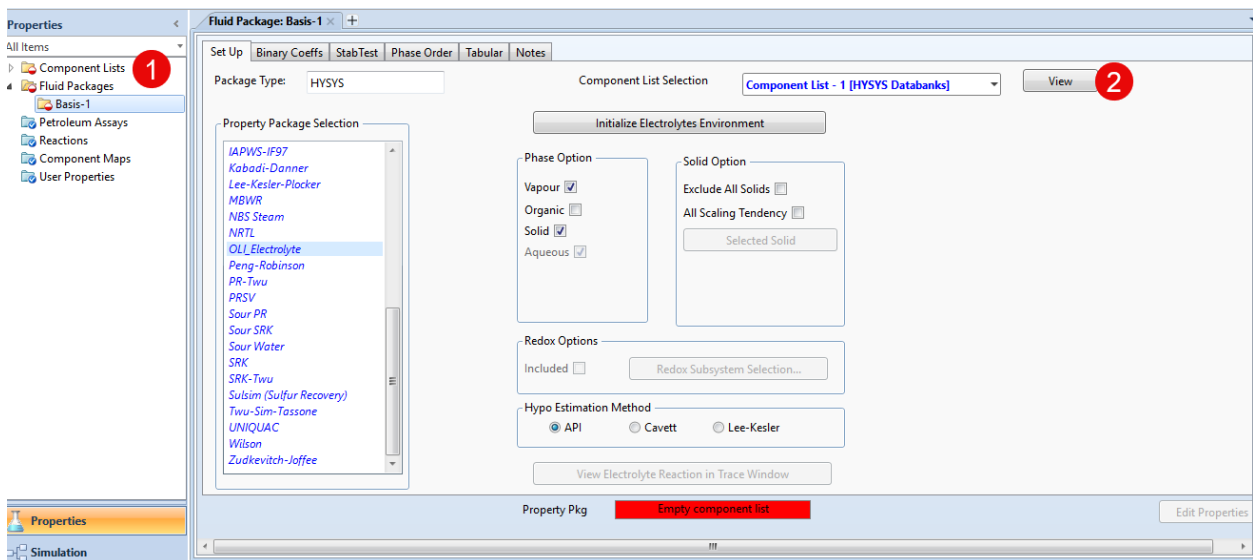 Properties <
All Items
Component Lists
1
Fluid Packages
Basis-1
Petroleum Assays
Reactions
Component Maps
User Properties
Properties
Simulation
Fluid Package: Basis-1 × +
Set Up Binary Coeffs StabTest Phase Order Tabular Notes
Package Type: HYSYS Component List Selection Component List - 1 [HYSYS Databanks] View 2
Property Package Selection
IAPWS-IF97
Kabadi-Danner
Lee-Kesler-Plocker
MBWR
NBS Steam
NRTL
OLI_Electrolyte
Peng-Robinson
PR-Twu
PRSV
Sour PR
Sour SRK
Sour Water
SRK
SRK-Twu
Sulsim (Sulfur Recovery)
Twu-Sim-Tassone
UNIQUAC
Wilson
Zudkevitch-Joffee
Initialize Electrolytes Environment
Phase Option
Vapour
Organic
Solid
Aqueous
Solid Option
Exclude All Solids
All Scaling Tendency
Selected Solid
Redox Options
Included Redox Subsystem Selection...
Hypo Estimation Method
API Cavett Lee-Kesler
View Electrolyte Reaction in Trace Window
Property Pkg Empty component list Edit Properties